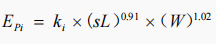 E_{Pi} = k_i × (sL)^{0.91} × (W)^{1.02}